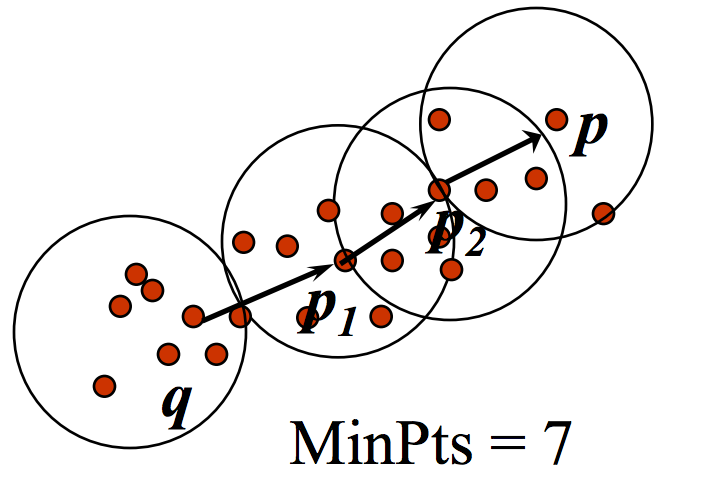 p
p2
p1
q
MinPts = 7